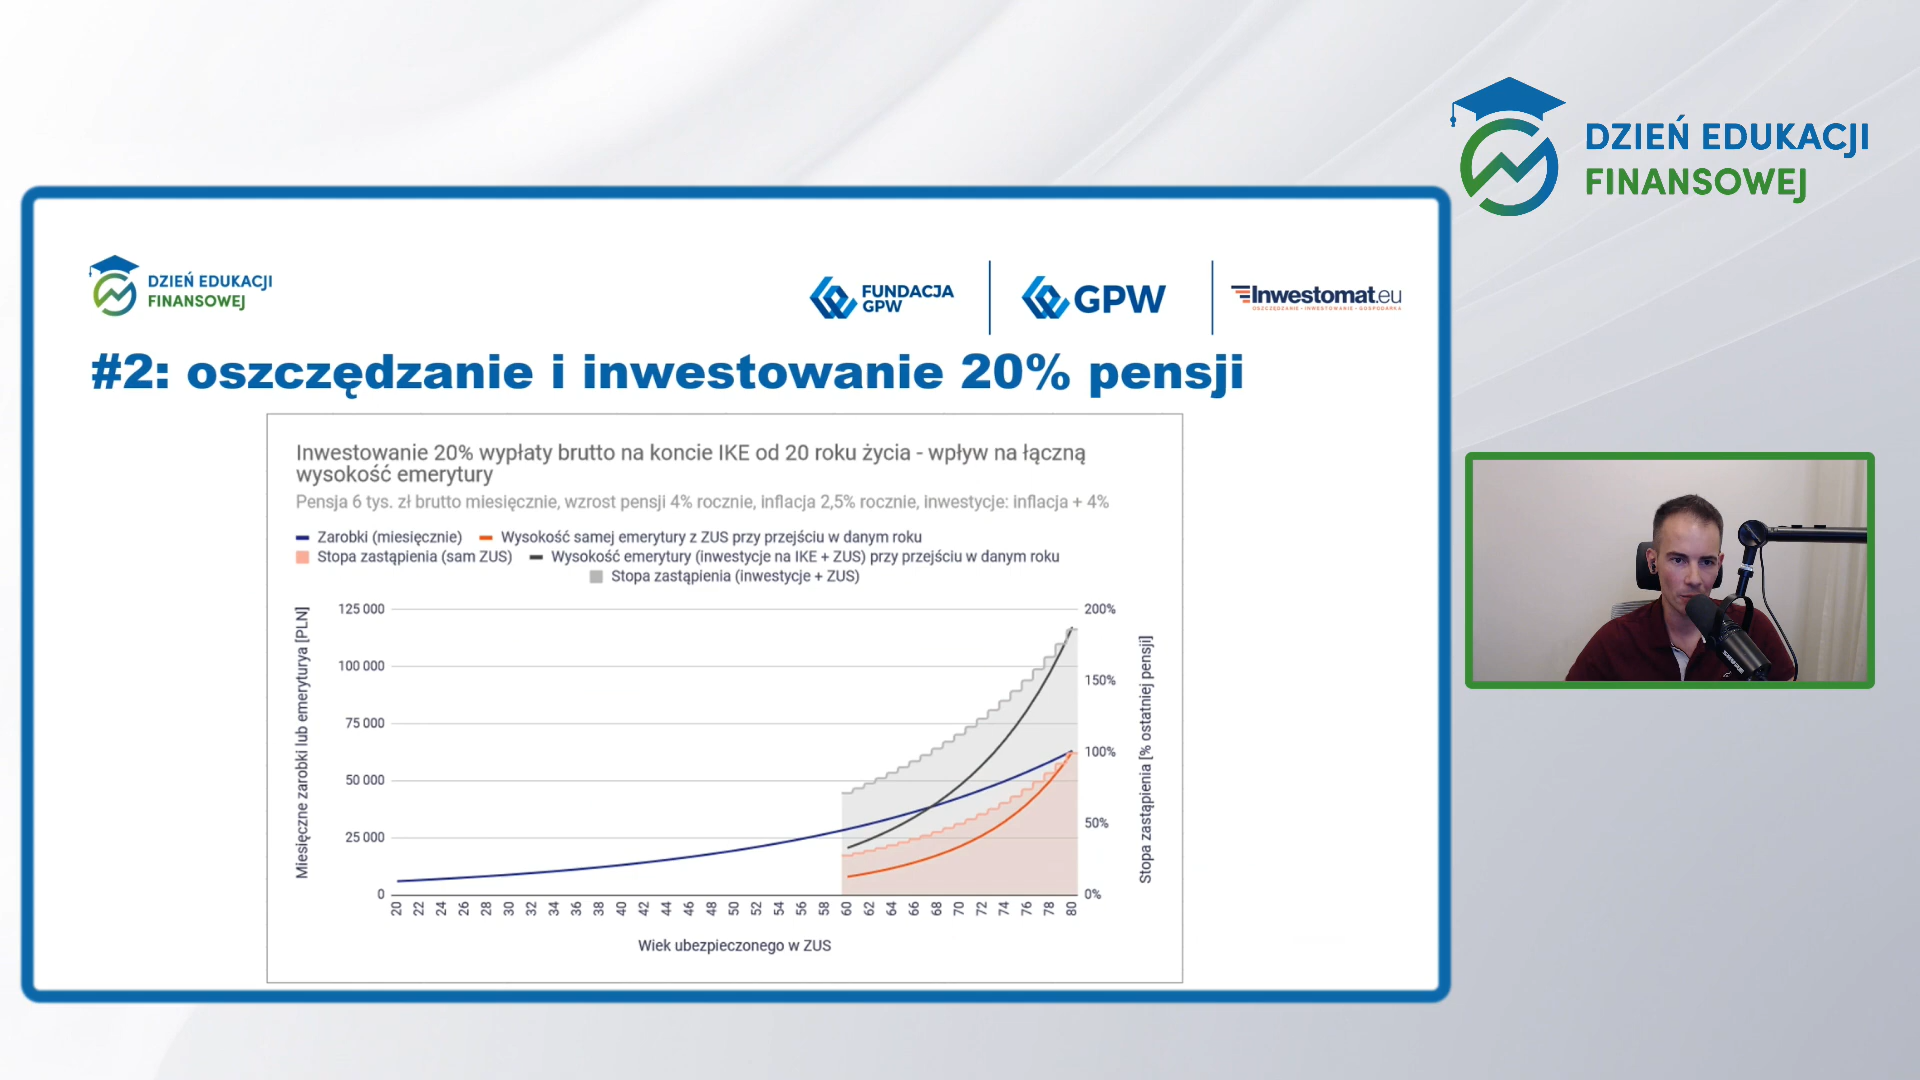 DZIEŃ EDUKACJI
FINANSOWEJ
DZIEŃ EDUKACJI
FINANSOWEJ
FUNDACJA
GPW
GPW
Inwestomat.eu
OSZCZĘDZANIE • INWESTOWANIE • GOSPODARKA
#2: oszczędzanie i inwestowanie 20% pensji
Inwestowanie 20% wypłaty brutto na koncie IKE od 20 roku życia - wpływ na łączną
wysokość emerytury
Pensja 6 tys. zł brutto miesięcznie, wzrost pensji 4% rocznie, inflacja 2,5% rocznie, inwestycje: inflacja + 4%
Zarobki (miesięcznie) Wysokość samej emerytury z ZUS przy przejściu w danym roku
Stopa zastąpienia (sam ZUS) Wysokość emerytury (inwestycje na IKE + ZUS) przy przejściu w danym roku
Stopa zastąpienia (inwestycje + ZUS)
Miesięczne zarobki lub emeryturya [PLN]
125 000
100 000
75 000
50 000
25 000
0
200%
150%
100%
50%
0%
Stopa zastąpienia [% ostatniej pensji]
20 22 24 26 28 30 32 34 36 38 40 42 44 46 48 50 52 54 56 58 60 62 64 66 68 70 72 74 76 78 80
Wiek ubezpieczonego w ZUS